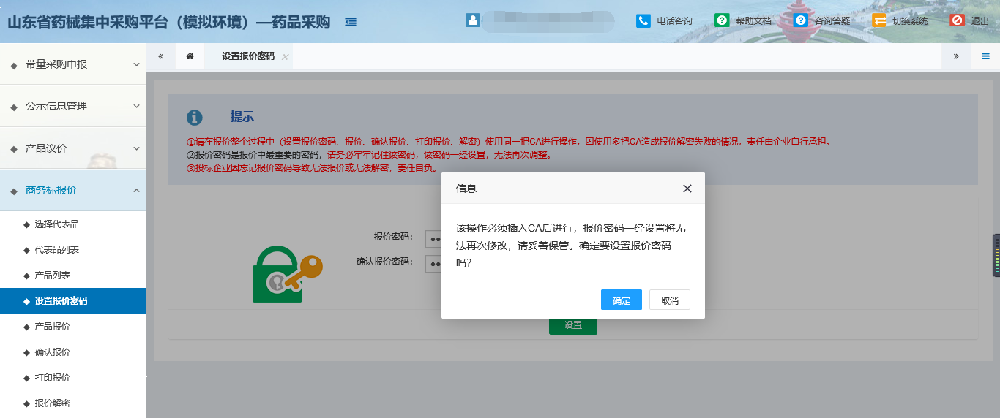 山东省药械集中采购平台（模拟环境）—药品采购
电话咨询
帮助文档
咨询答疑
切换系统
退出
设置报价密码
带量采购申报
公示信息管理
产品议价
商务标报价
选择代表品
代表品列表
产品列表
设置报价密码
产品报价
确认报价
打印报价
报价解密
提示
①请在报价整个过程中（设置报价密码、报价、确认报价、打印报价、解密）使用同一把CA进行操作，因使用多把CA造成报价解密失败的情况，责任由企业自行承担。
②报价密码是报价中最重要的密码，请务必牢牢记住该密码，该密码一经设置，无法再次调整。
③投标企业因忘记报价密码导致无法报价或无法解密，责任自负。
报价密码：
确认报价密码：
信息
该操作必须插入CA后进行，报价密码一经设置将无
法再次修改，请妥善保管。确定要设置报价密码
吗？
确定
取消
设置